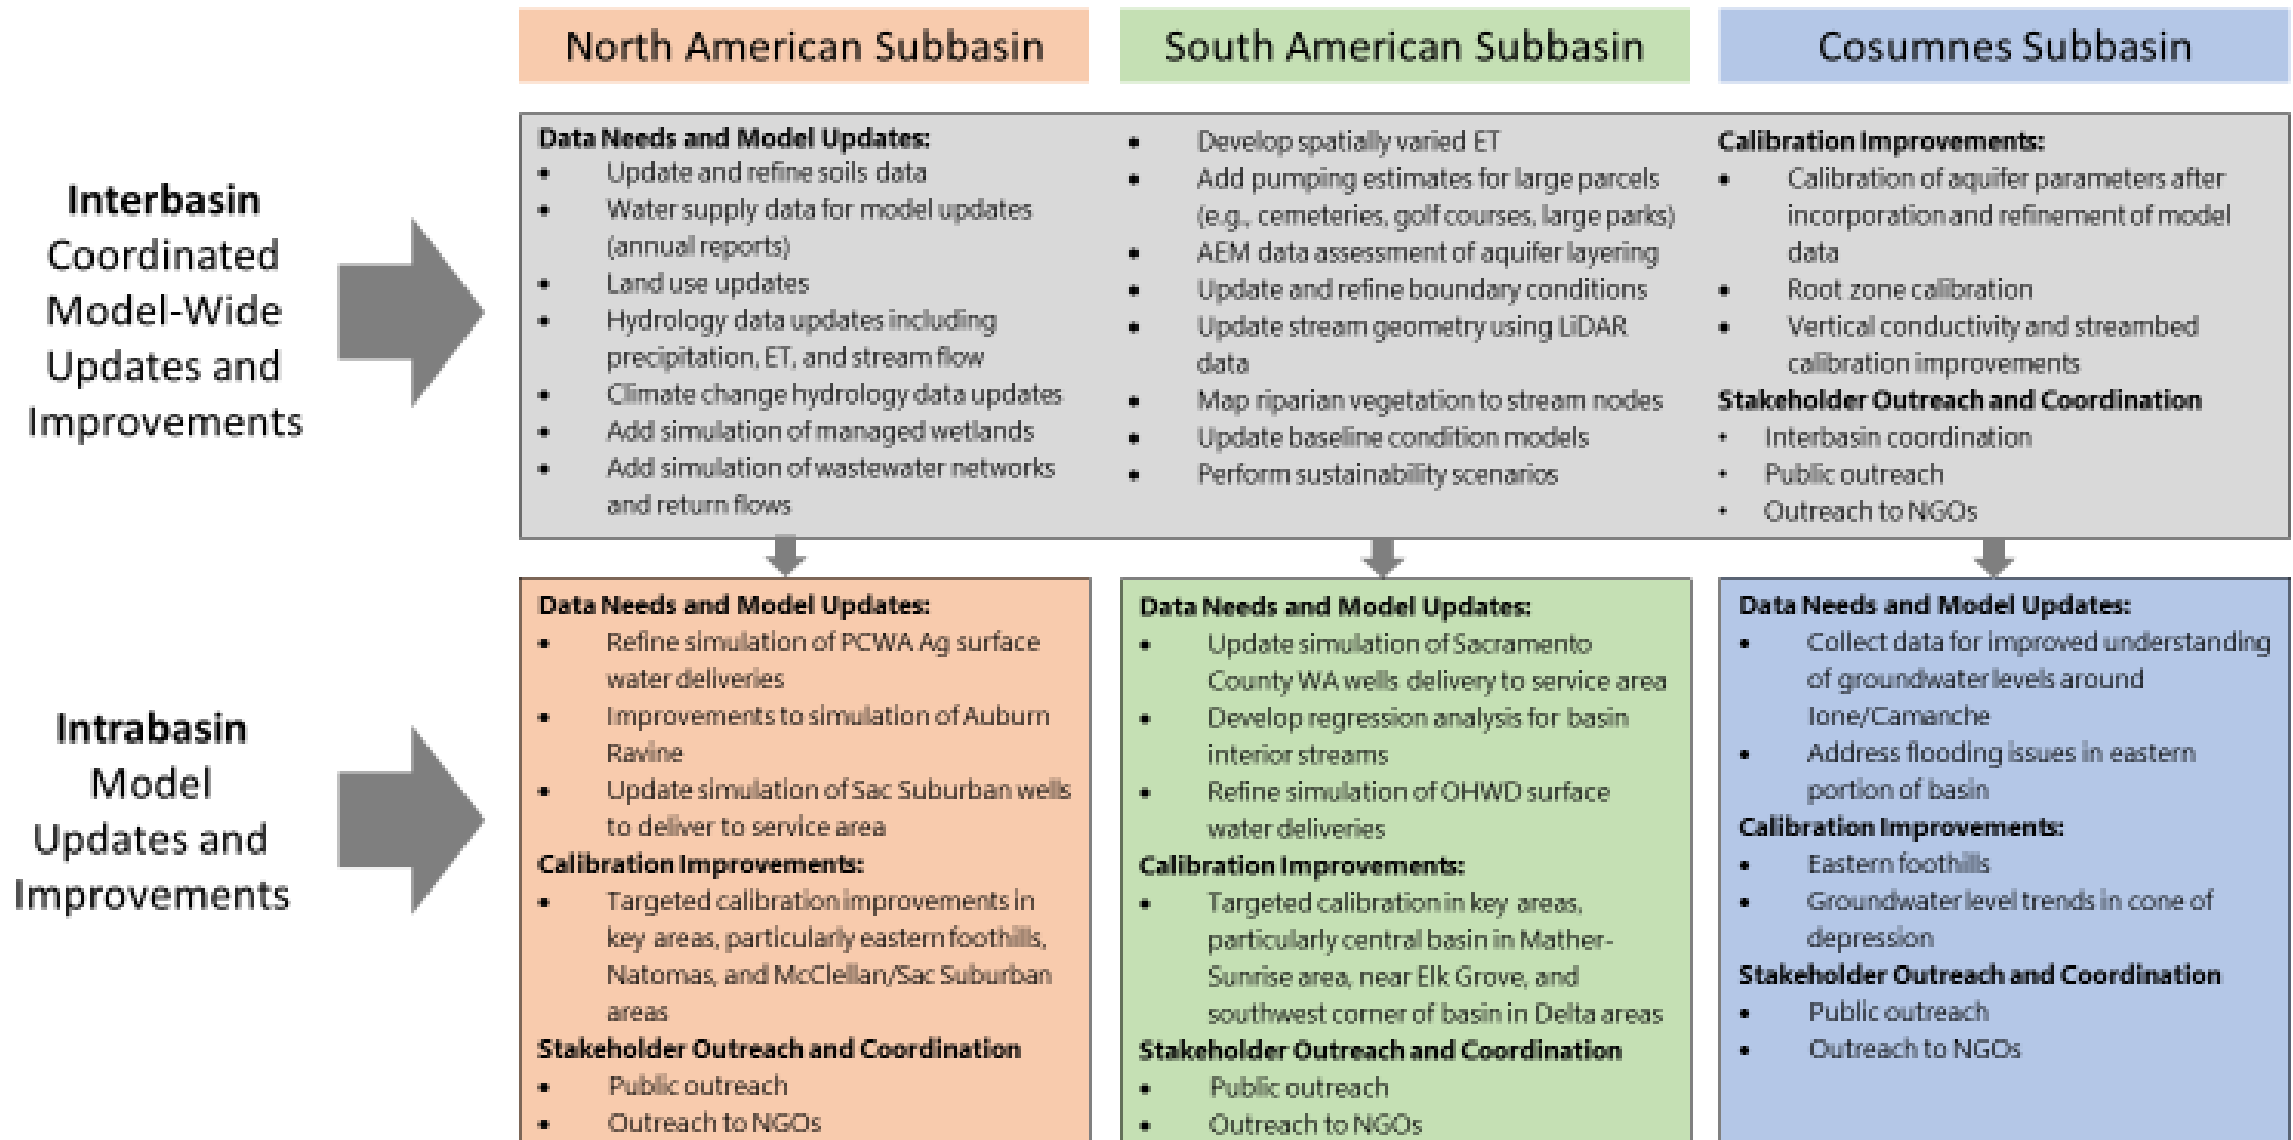 North American Subbasin
South American Subbasin
Cosumnes Subbasin
Interbasin
Coordinated
Model-Wide
Updates and
Improvements
Data Needs and Model Updates:
• Update and refine soils data
• Water supply data for model updates
(annual reports)
• Land use updates
• Hydrology data updates including
precipitation, ET, and stream flow
• Climate change hydrology data updates
• Add simulation of managed wetlands
• Add simulation of wastewater networks
and return flows
• Develop spatially varied ET
• Add pumping estimates for large parcels
(e.g., cemeteries, golf courses, large parks)
• AEM data assessment of aquifer layering
• Update and refine boundary conditions
• Update stream geometry using LiDAR
data
• Map riparian vegetation to stream nodes
• Update baseline condition models
• Perform sustainability scenarios
Calibration Improvements:
• Calibration of aquifer parameters after
incorporation and refinement of model
data
• Root zone calibration
• Vertical conductivity and streambed
calibration improvements
Stakeholder Outreach and Coordination
• Interbasin coordination
• Public outreach
• Outreach to NGOs
Intrabasin
Model
Updates and
Improvements
Data Needs and Model Updates:
• Refine simulation of PCWA Ag surface
water deliveries
• Improvements to simulation of Auburn
Ravine
• Update simulation of Sac Suburban wells
to deliver to service area
Calibration Improvements:
• Targeted calibration improvements in
key areas, particularly eastern foothills,
Natomas, and McClellan/Sac Suburban
areas
Stakeholder Outreach and Coordination
• Public outreach
• Outreach to NGOs
Data Needs and Model Updates:
• Update simulation of Sacramento
County WA wells delivery to service area
• Develop regression analysis for basin
interior streams
• Refine simulation of OHWD surface
water deliveries
Calibration Improvements:
• Targeted calibration in key areas,
particularly central basin in Mather-
Sunrise area, near Elk Grove, and
southwest corner of basin in Delta areas
Stakeholder Outreach and Coordination
• Public outreach
• Outreach to NGOs
Data Needs and Model Updates:
• Collect data for improved understanding
of groundwater levels around
Ione/Camanche
• Address flooding issues in eastern
portion of basin
Calibration Improvements:
• Eastern foothills
• Groundwater level trends in cone of
depression
Stakeholder Outreach and Coordination
• Public outreach
• Outreach to NGOs